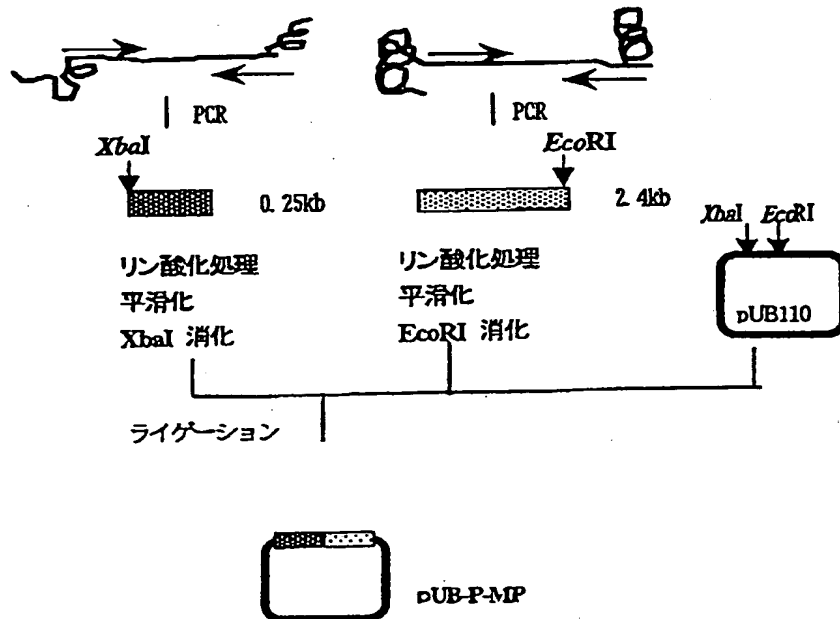 PCR
PCR
XbaI
EcoRI
0.25kb
2.4kb
XbaI EcoRI
リン酸化処理
平滑化
XbaI 消化
リン酸化処理
平滑化
EcoRI 消化
pUB110
ライゲーション
pUB-P-MP